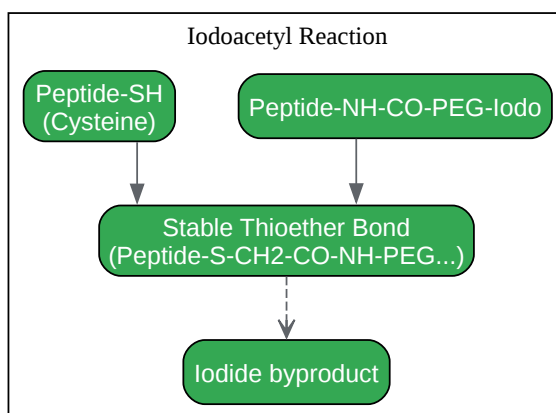 Iodoacetyl Reaction
Peptide-SH
(Cysteine)
Peptide-NH-CO-PEG-Iodo
Stable Thioether Bond
(Peptide-S-CH2-CO-NH-PEG...)
Iodide byproduct